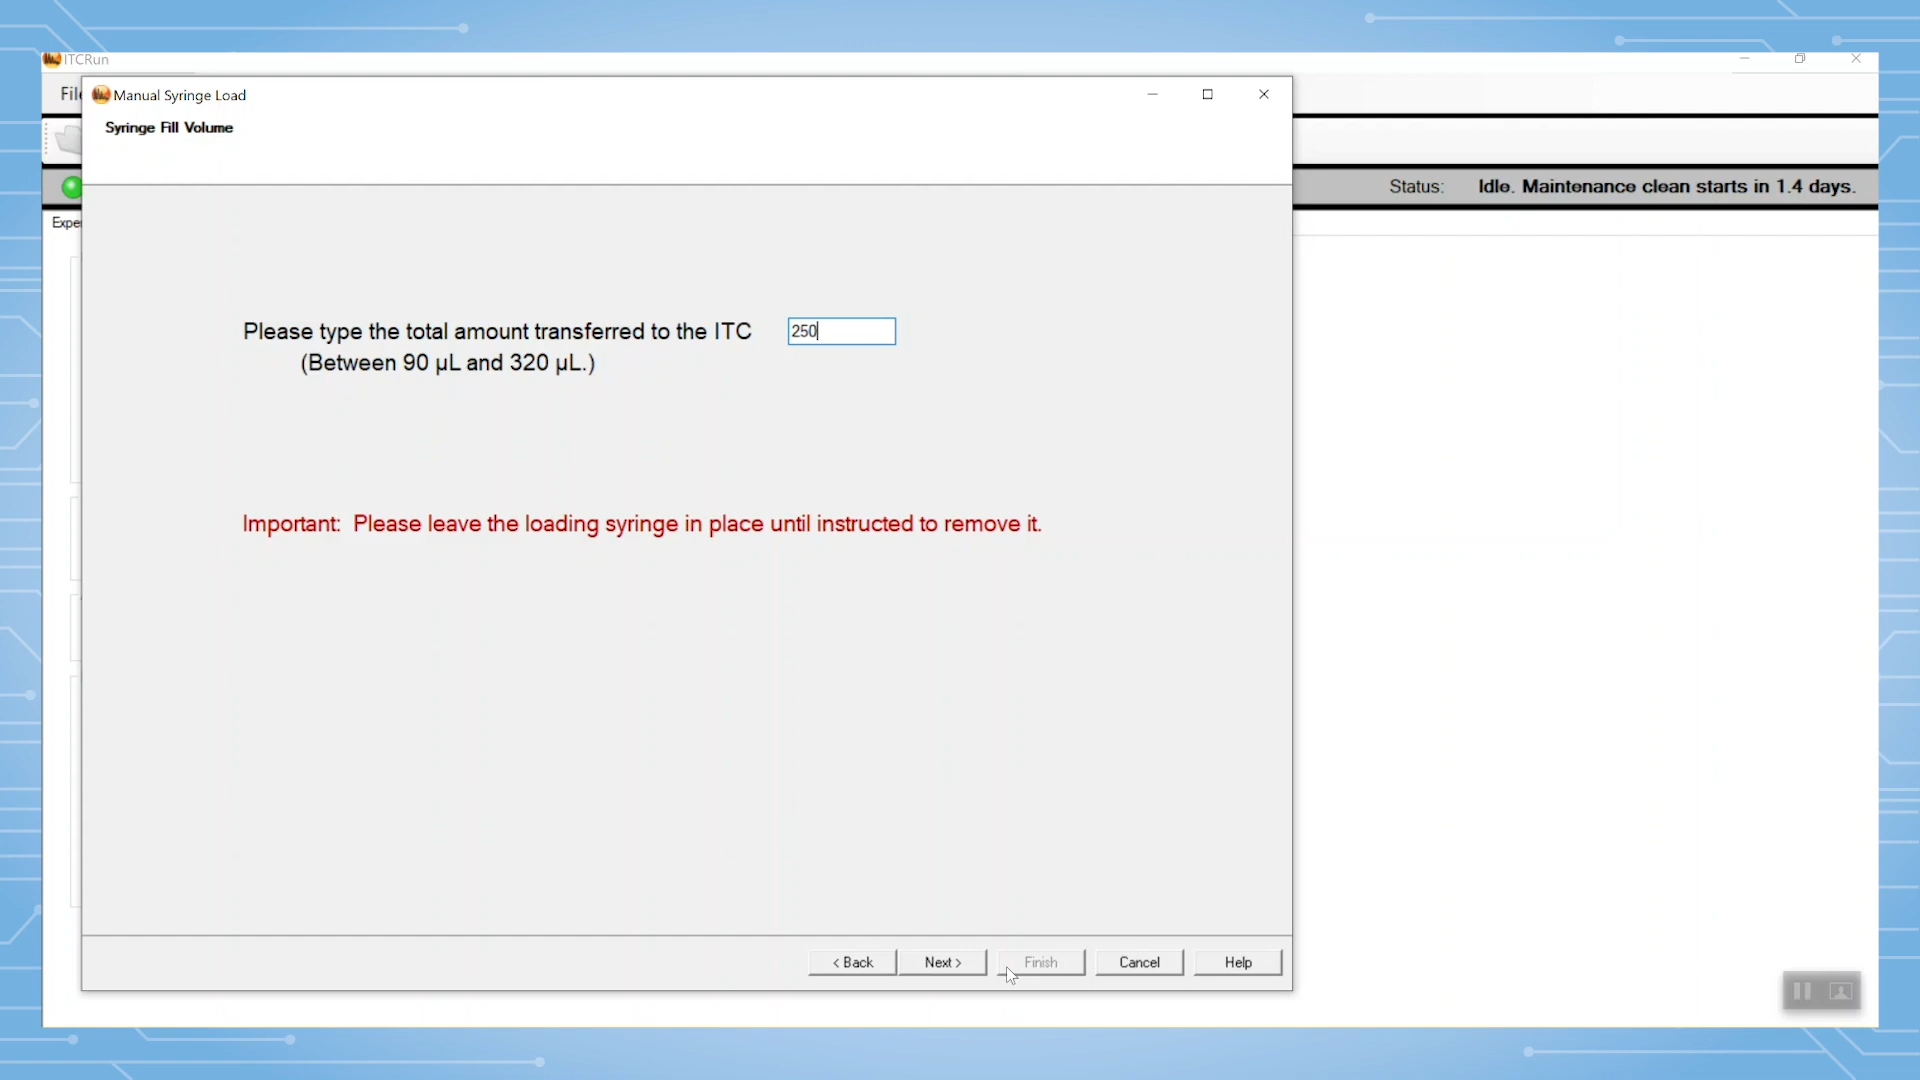 ITCRun
File
Manual Syringe Load
Syringe Fill Volume
Status: Idle. Maintenance clean starts in 1.4 days.
Expe
Please type the total amount transferred to the ITC 250
(Between 90 µL and 320 µL.)
Important: Please leave the loading syringe in place until instructed to remove it.
< Back Next > Finish Cancel Help